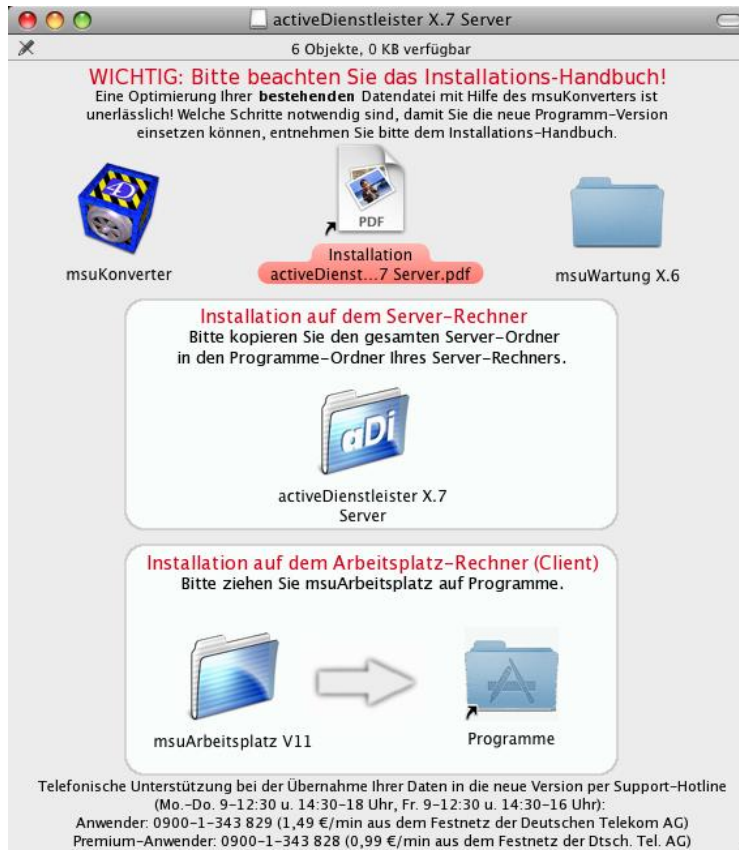 activeDienstleister X.7 Server
6 Objekte, 0 KB verfügbar
WICHTIG: Bitte beachten Sie das Installations-Handbuch!
Eine Optimierung Ihrer bestehenden Datendatei mit Hilfe des msuKonverters ist
unerlässlich! Welche Schritte notwendig sind, damit Sie die neue Programm-Version
einsetzen können, entnehmen Sie bitte dem Installations-Handbuch.
4D
PDF
msuKonverter
Installation
activeDienst...7 Server.pdf
msuWartung X.6
Installation auf dem Server-Rechner
Bitte kopieren Sie den gesamten Server-Ordner
in den Programme-Ordner Ihres Server-Rechners.
aDi
activeDienstleister X.7
Server
Installation auf dem Arbeitsplatz-Rechner (Client)
Bitte ziehen Sie msuArbeitsplatz auf Programme.
msuArbeitsplatz V11
Programme
Telefonische Unterstützung bei der Übernahme Ihrer Daten in die neue Version per Support-Hotline
(Mo.-Do. 9-12:30 u. 14:30-18 Uhr, Fr. 9-12:30 u. 14:30-16 Uhr):
Anwender: 0900-1-343 829 (1,49 €/min aus dem Festnetz der Deutschen Telekom AG)
Premium-Anwender: 0900-1-343 828 (0,99 €/min aus dem Festnetz der Dtsch. Tel. AG)